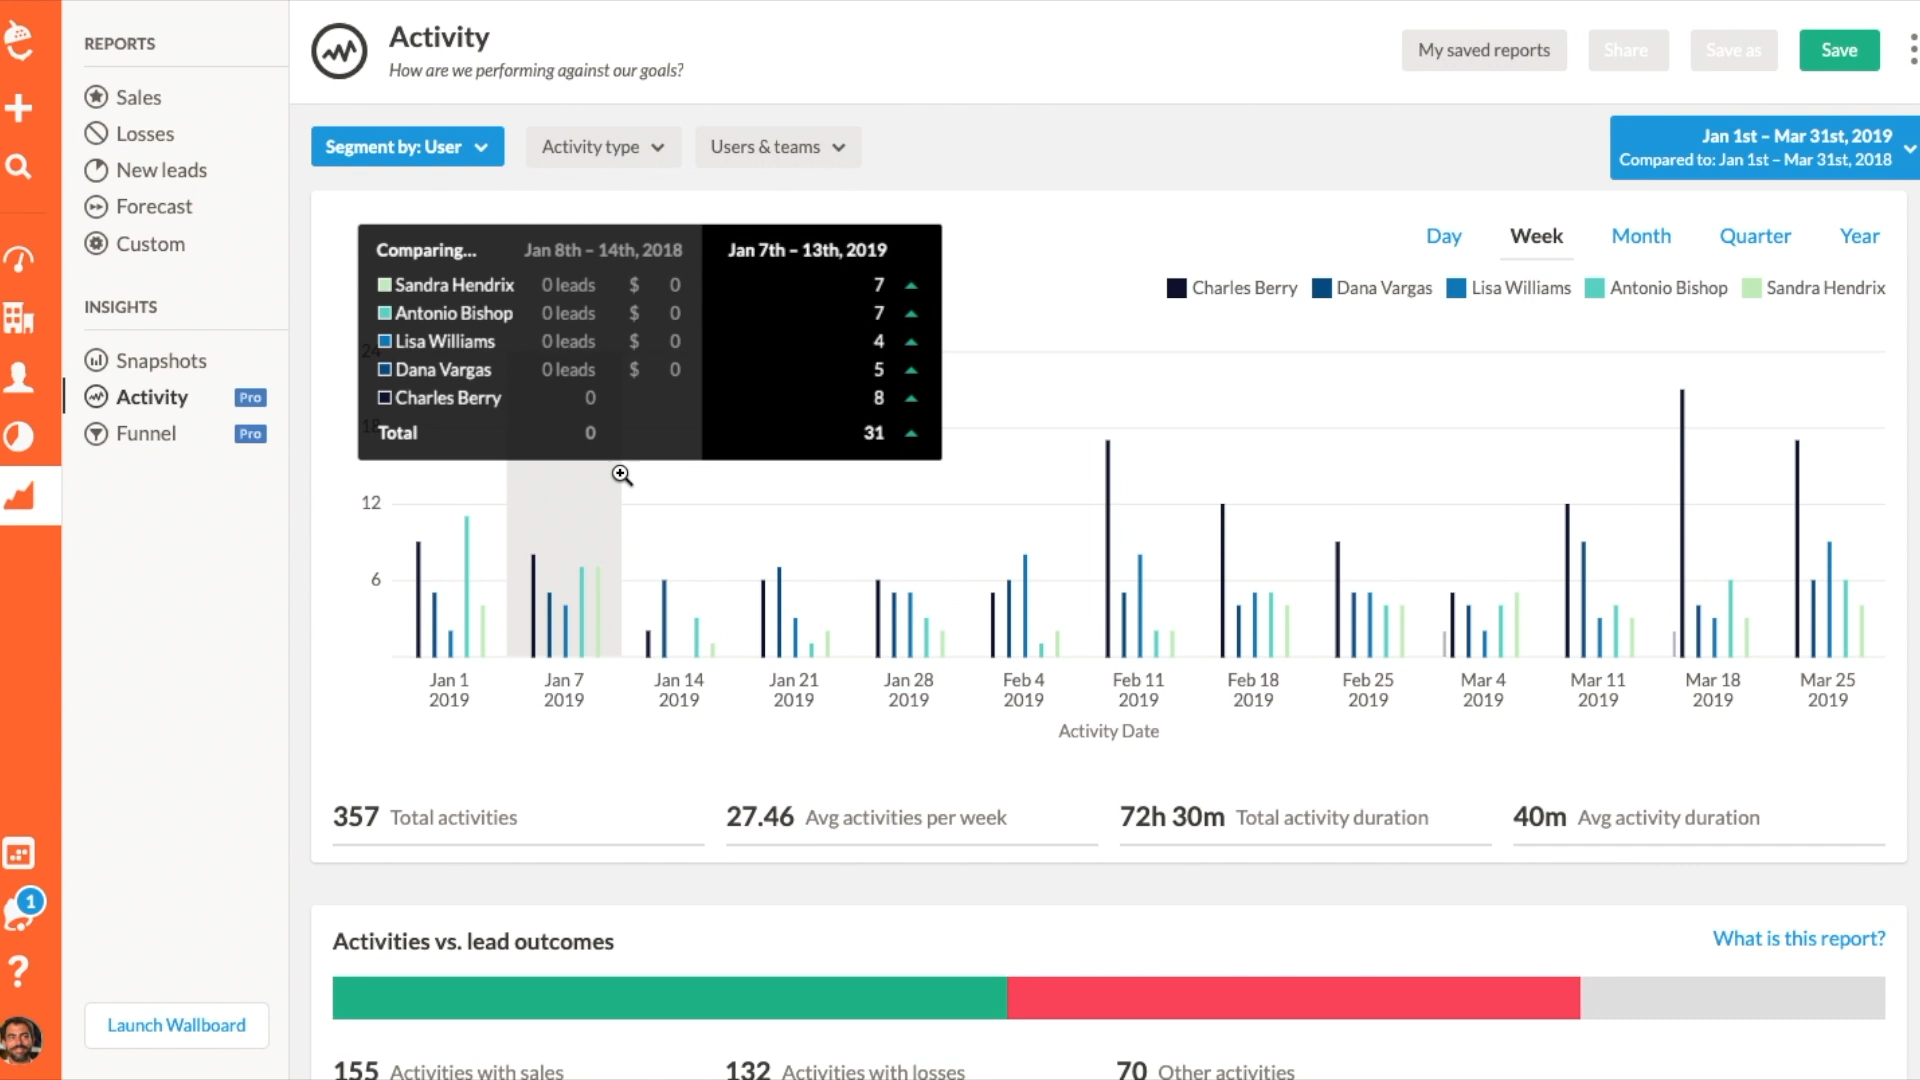 REPORTS
Sales
Losses
New leads
Forecast
Custom
INSIGHTS
Snapshots
Activity Pro
Funnel Pro
1
?
Launch Wallboard
Activity
How are we performing against our goals?
My saved reports Share Save as Save
Segment by: User Activity type Users & teams
Jan 1st – Mar 31st, 2019
Compared to: Jan 1st – Mar 31st, 2018
Day Week Month Quarter Year
Charles Berry Dana Vargas Lisa Williams Antonio Bishop Sandra Hendrix
Comparing... Jan 8th – 14th, 2018 Jan 7th – 13th, 2019
Sandra Hendrix 0 leads $ 0 7
Antonio Bishop 0 leads $ 0 7
Lisa Williams 0 leads $ 0 4
Dana Vargas 0 leads $ 0 5
Charles Berry 0 8
Total 0 31
24
18
12
6
Jan 1 Jan 7 Jan 14 Jan 21 Jan 28 Feb 4 Feb 11 Feb 18 Feb 25 Mar 4 Mar 11 Mar 18 Mar 25
2019 2019 2019 2019 2019 2019 2019 2019 2019 2019 2019 2019 2019
Activity Date
357 Total activities 27.46 Avg activities per week 72h 30m Total activity duration 40m Avg activity duration
Activities vs. lead outcomes What is this report?
155 Activities with sales 132 Activities with losses 70 Other activities